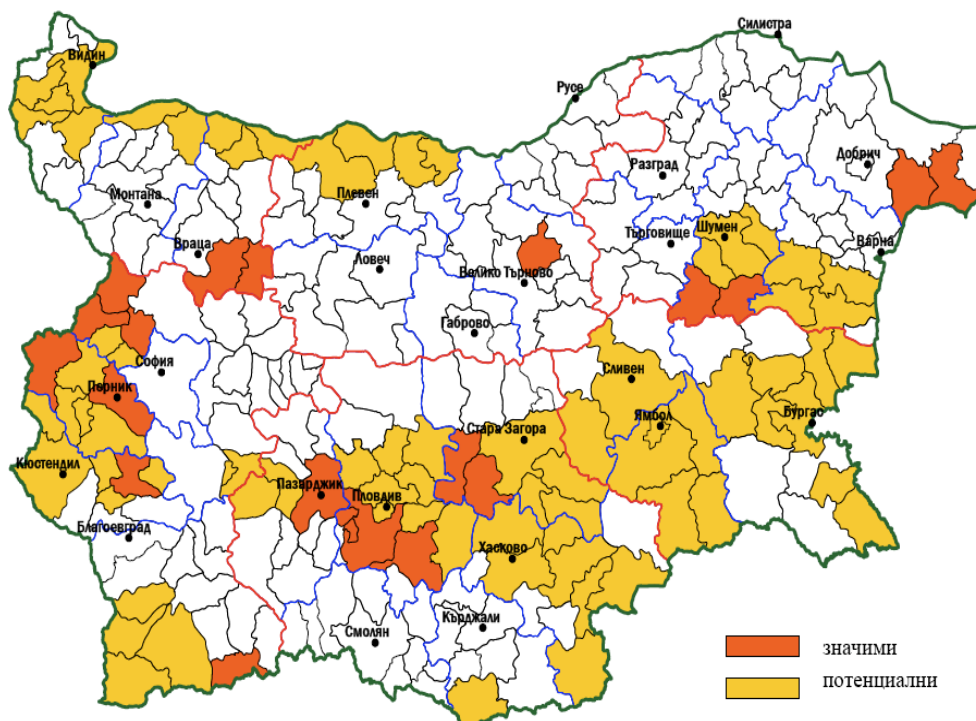 Силистра
Видин
Русе
Добрич
Разград
Монтана
Плевен
Шумен
Търговище
Враца
Варна
Ловеч
Велико Търново
Габрово
София
Сливен
Перник
Бургас
Ямбол
Стара Загора
Кюстендил
Пазарджик
Пловдив
Благоевград
Хасково
Кърджали
Смолян
значими
потенциални